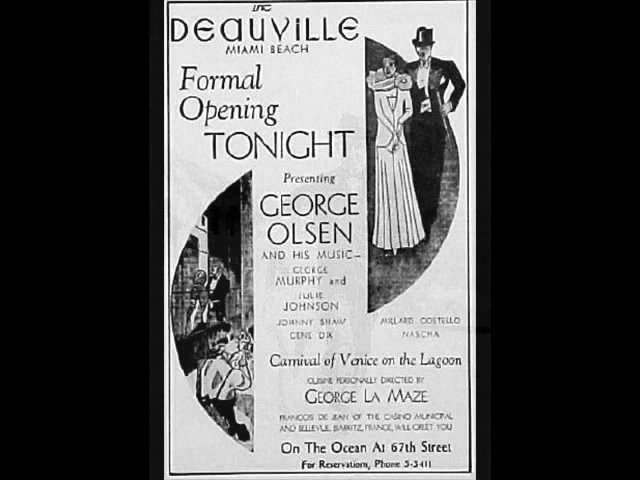 THE
DEAUVILLE
MIAMI BEACH
Formal
Opening
TONIGHT
Presenting
GEORGE
OLSEN
AND HIS MUSIC—
GEORGE
MURPHY and
JULIE
JOHNSON
JOHNNY SHAW
GENE DIX
MILLARD COSTELLO
NASCHA
Carnival of Venice on the Lagoon
CUISINE PERSONALLY DIRECTED BY
GEORGE LA MAZE
FRANCOIS DE JEAN OF THE CASINO MUNICIPAL
AND BELLEVUE, BIARRITZ, FRANCE, WILL GREET YOU
On The Ocean At 67th Street
For Reservations, Phone 5-3411